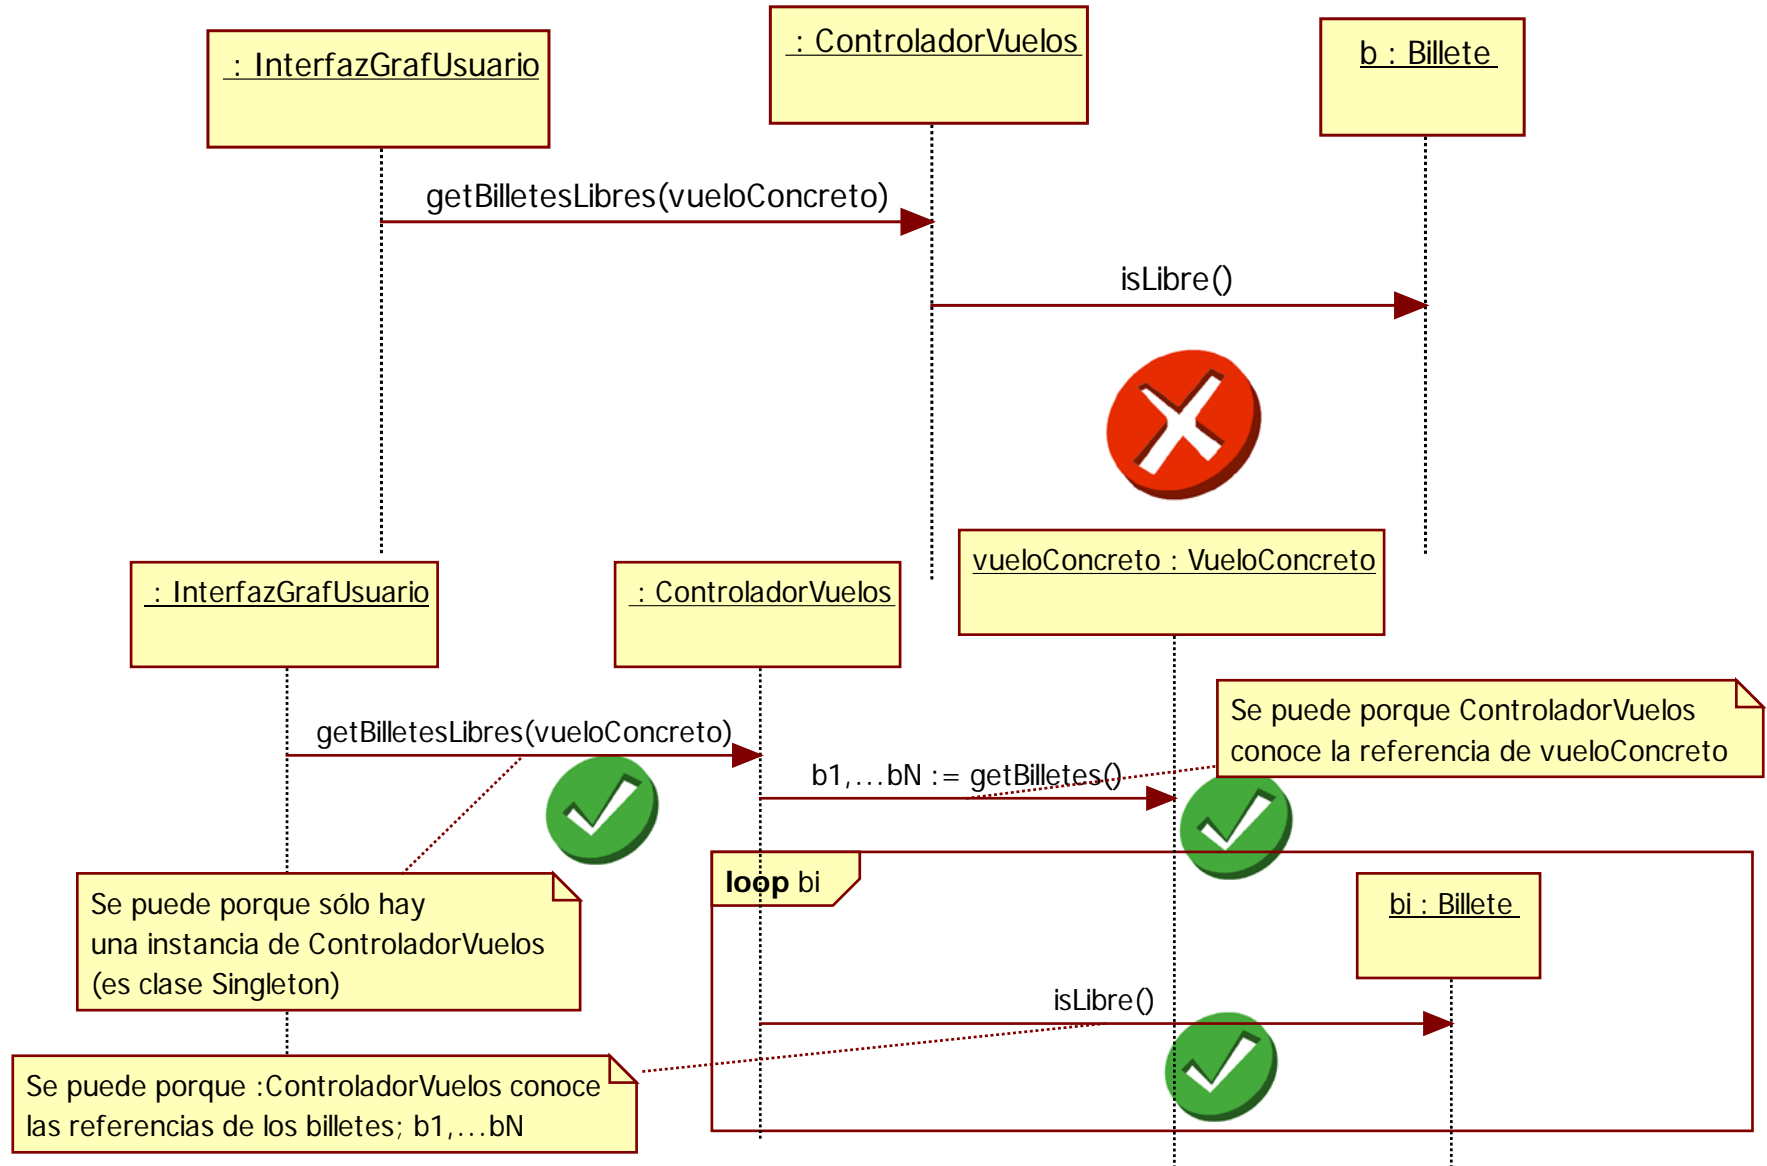 : InterfazGrafUsuario
: ControladorVuelos
b : Billete
getBilletesLibres(vueloConcreto)
isLibre()
vueloConcreto : VueloConcreto
: InterfazGrafUsuario
: ControladorVuelos
getBilletesLibres(vueloConcreto)
Se puede porque ControladorVuelos
conoce la referencia de vueloConcreto
b1,...bN := getBilletes()
loop bi
Se puede porque sólo hay
una instancia de ControladorVuelos
(es clase Singleton)
bi : Billete
isLibre()
Se puede porque :ControladorVuelos conoce
las referencias de los billetes; b1,...bN